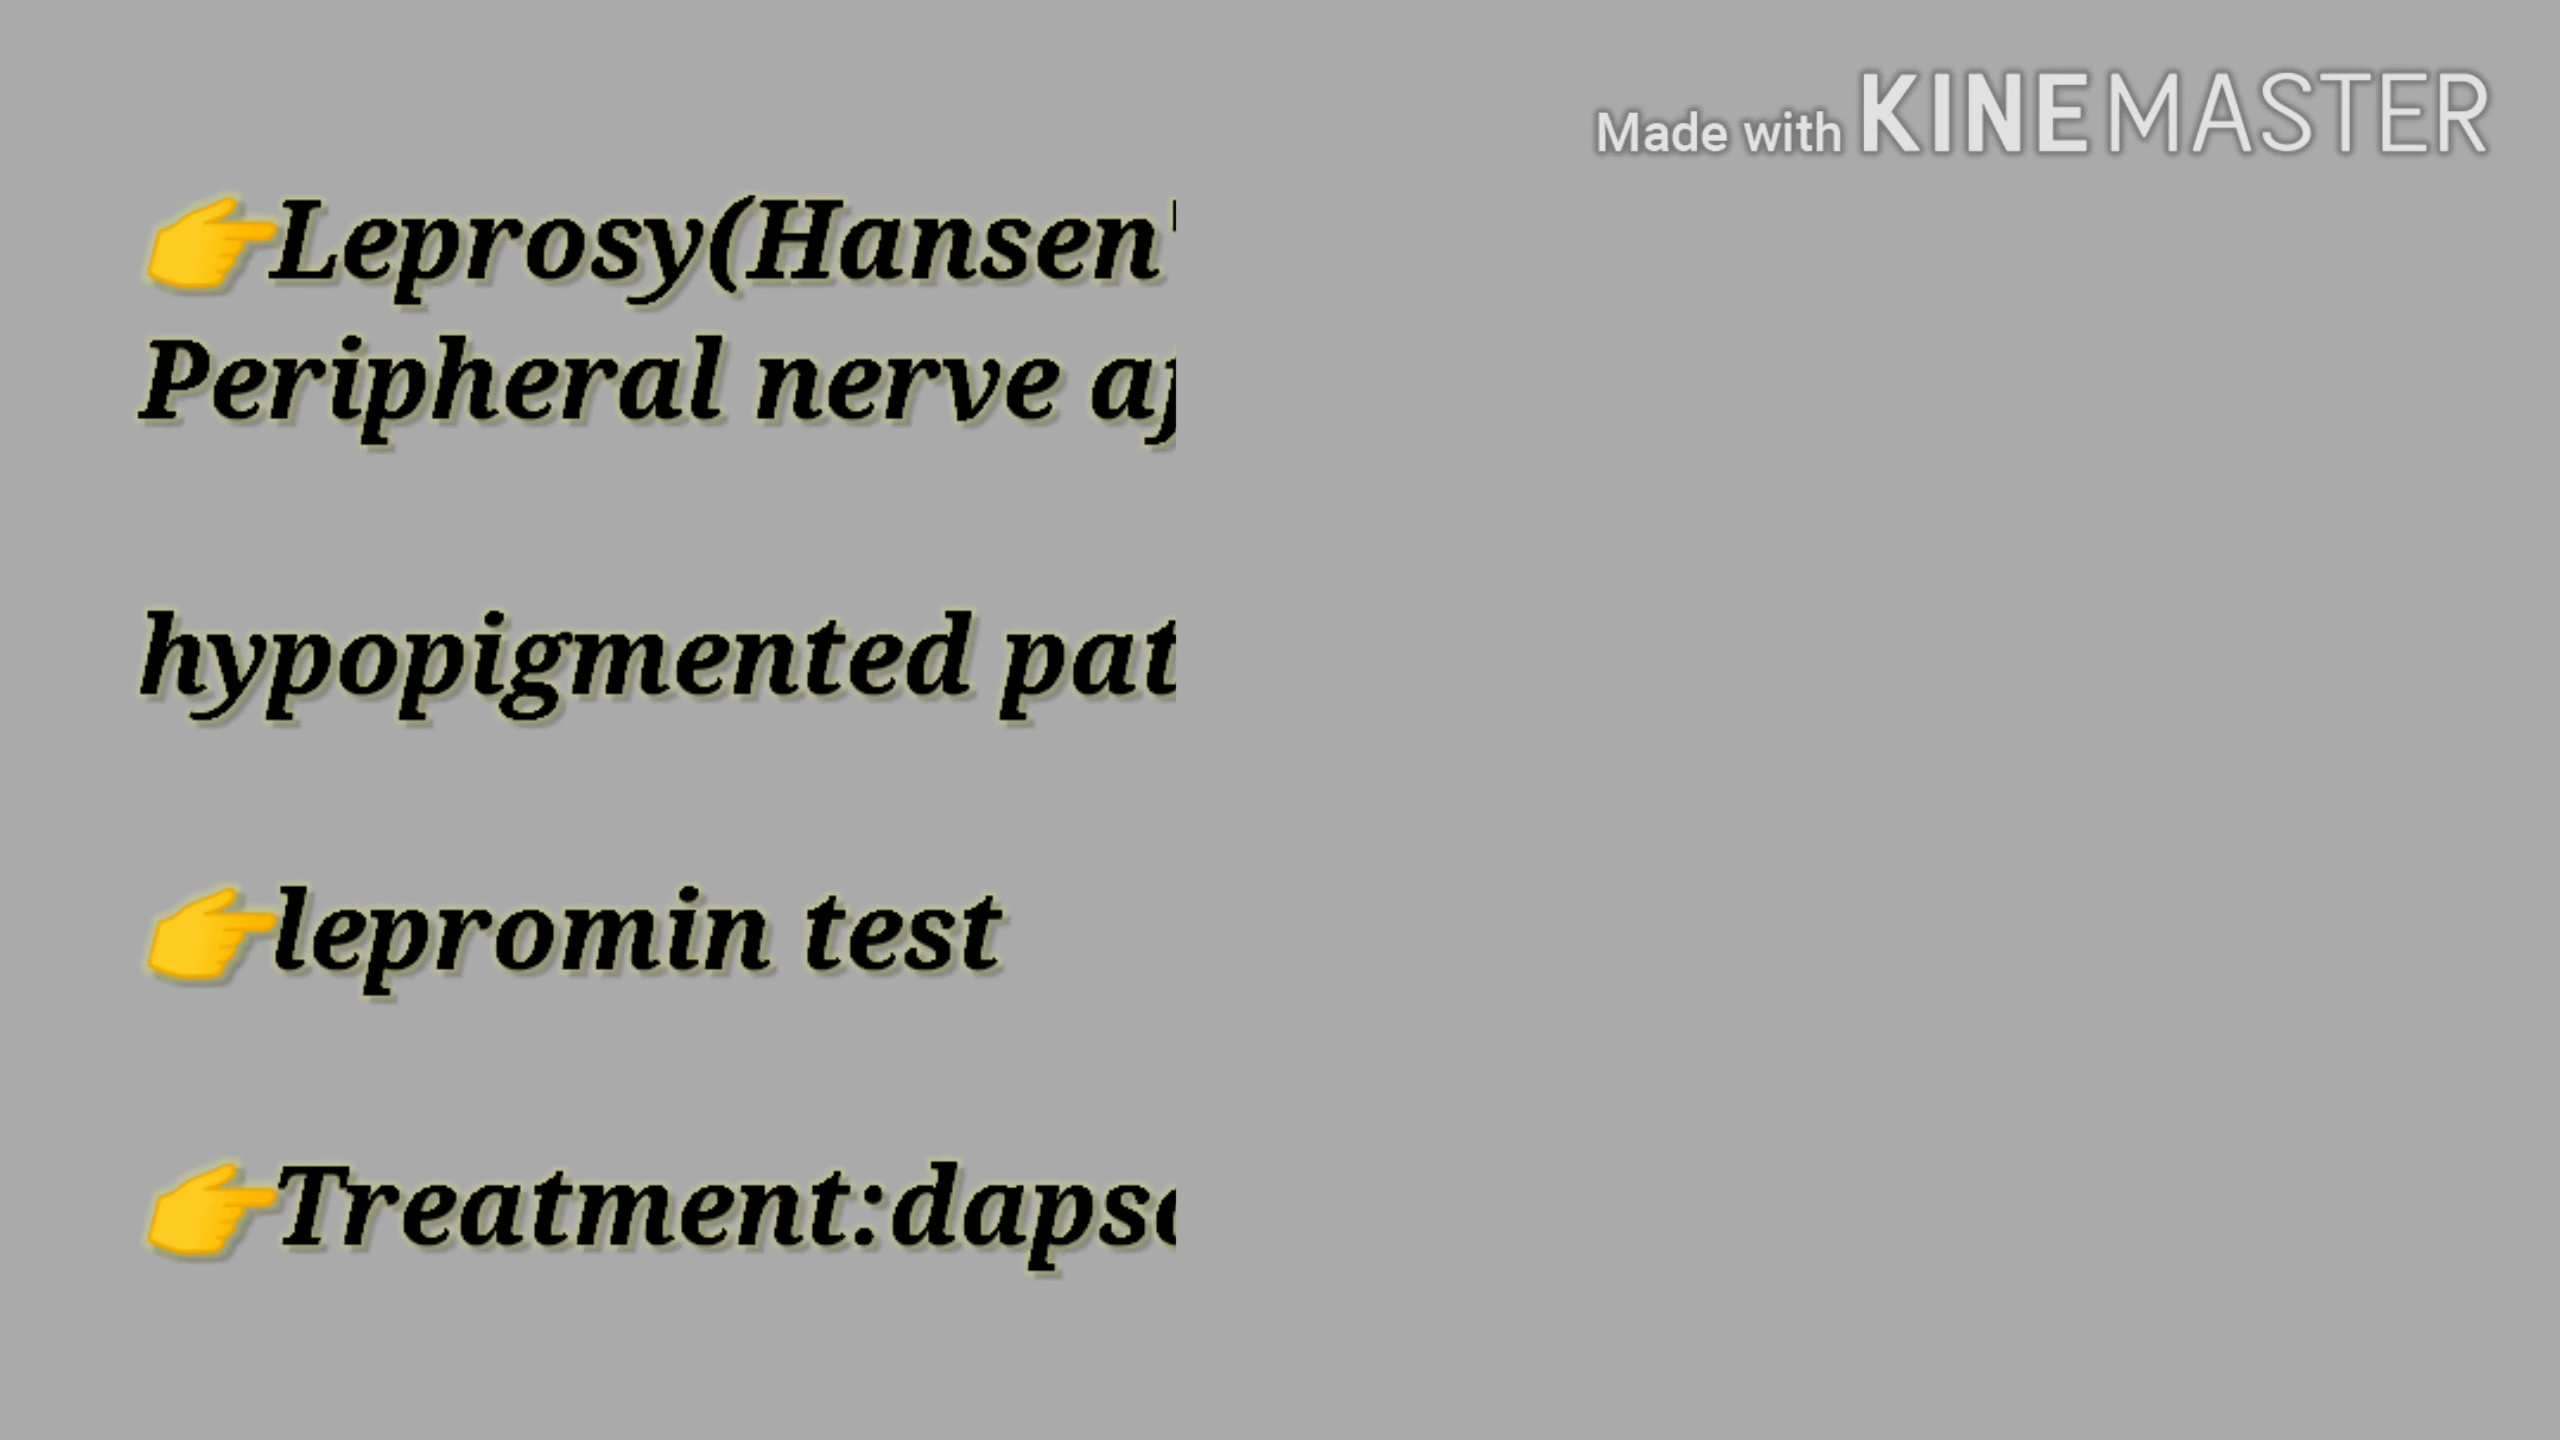 Made with KINEMASTER
👉Leprosy(Hansen'
Peripheral nerve
hypopigmented pat
👉lepromin test
👉Treatment:daps